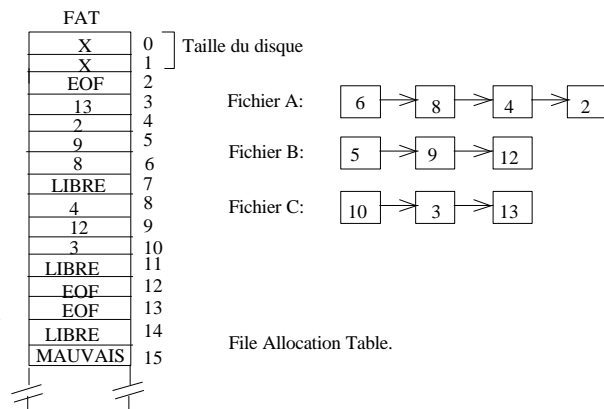 FAT
X 0 Taille du disque
X 1
EOF 2
13 3 Fichier A: 6 8 4 2
2 4
9 5 Fichier B: 5 9 12
8 6
LIBRE 7
4 8 Fichier C: 10 3 13
12 9
3 10
LIBRE 11
EOF 12
EOF 13
LIBRE 14 File Allocation Table.
MAUVAIS 15